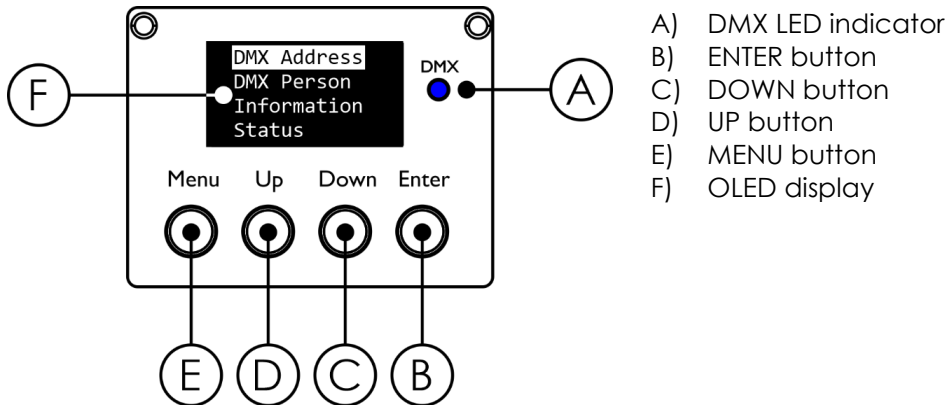 DMX Address
DMX Person
Information
Status
DMX
Menu Up Down Enter
F
A
E D C B
A) DMX LED indicator
B) ENTER button
C) DOWN button
D) UP button
E) MENU button
F) OLED display